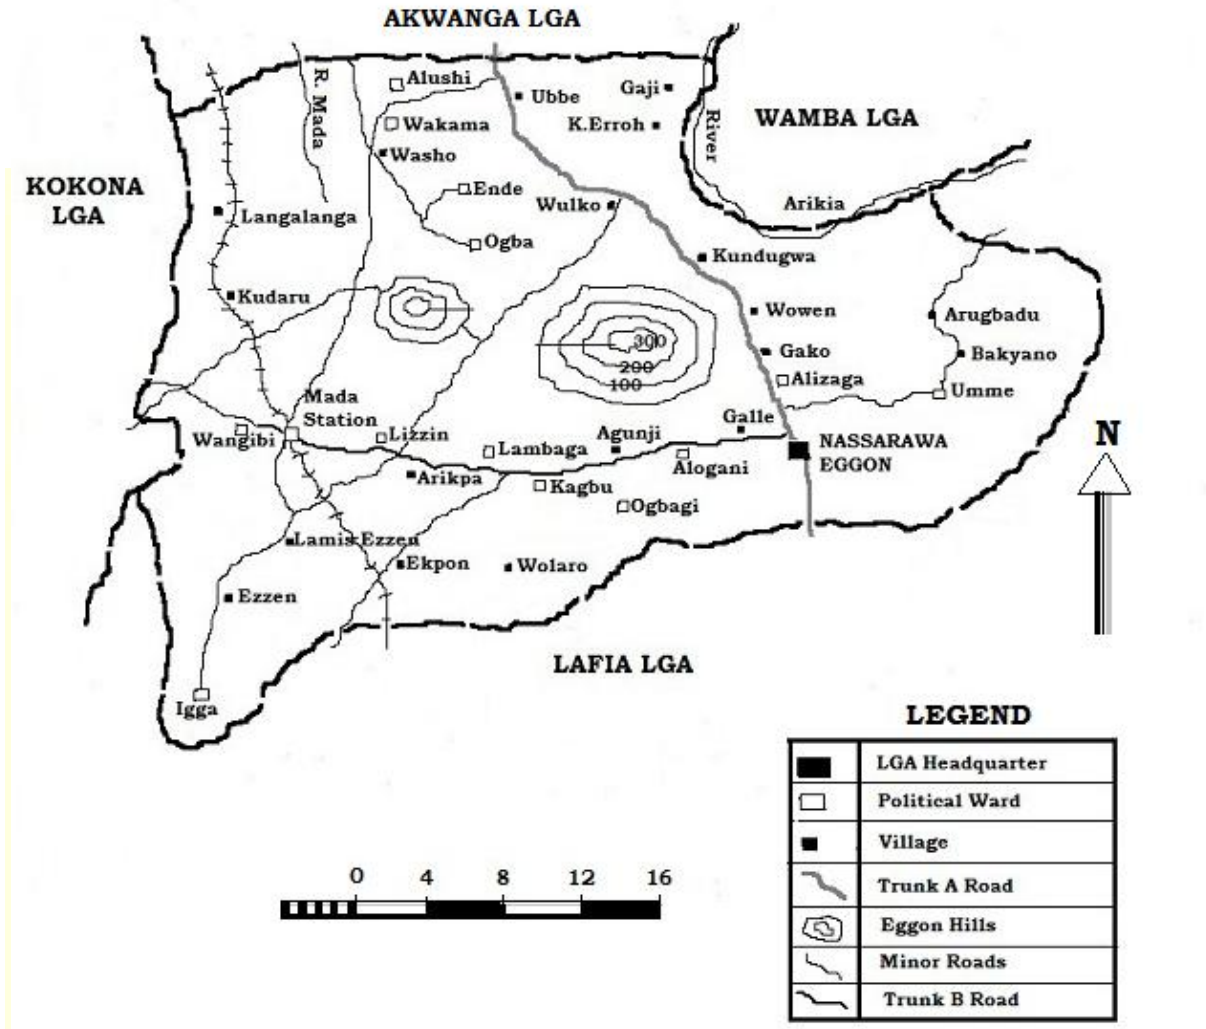 AKWANGA LGA
Alushi
R. Mada
Ubbe
Gaji
Wakama
K.Erroh
River
WAMBA LGA
Washo
KOKONA
LGA
Ende
Wulko
Arikia
Langalanga
Ogba
Kundugwa
Kudaru
Wowen
Arugbadu
300
Gako
Bakyano
200
100
Alizaga
Umme
Mada
Station
Galle
Wangibi
Lizzin
Agunji
N
Lambaga
NASSARAWA
EGGON
Alogani
Arikpa
Kagbu
Ogbagi
Lamis Ezzen
Ekpon
Wolaro
Ezzen
LAFIA LGA
Igga
LEGEND
LGA Headquarter
Political Ward
Village
Trunk A Road
Eggon Hills
Minor Roads
Trunk B Road
0 4 8 12 16